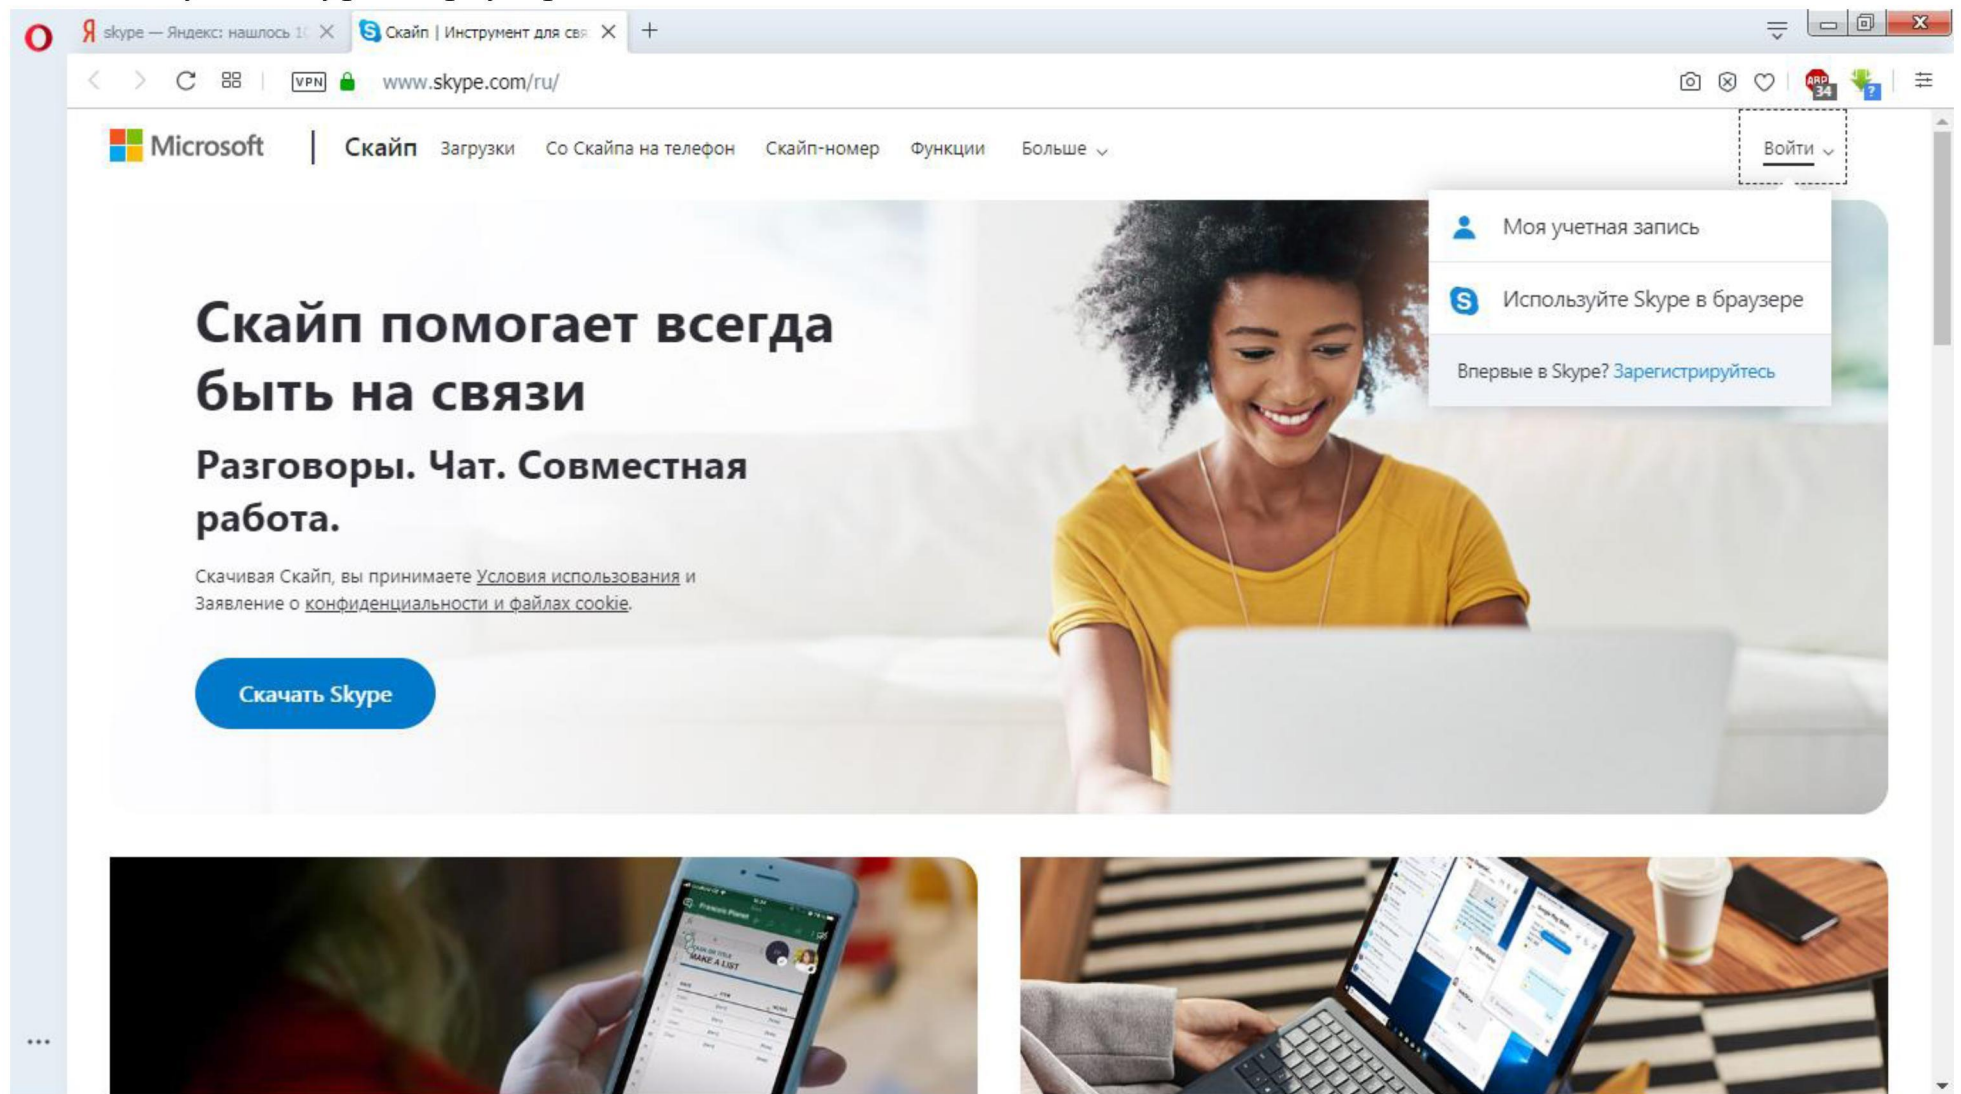 skype — Яндекс: нашлось 1
Скайп | Инструмент для свя
VPN
www.skype.com/ru/
ABP
34
?
Microsoft
Скайп
Загрузки
Со Скайпа на телефон
Скайп-номер
Функции
Больше
Войти
Моя учетная запись
Используйте Skype в браузере
Впервые в Skype? Зарегистрируйтесь
Скайп помогает всегда
быть на связи
Разговоры. Чат. Совместная
работа.
Скачивая Скайп, вы принимаете Условия использования и
Заявление о конфиденциальности и файлах cookie.
Скачать Skype
MAKE A LIST